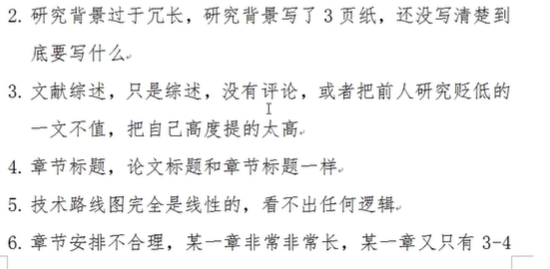 2. 研究背景过于冗长，研究背景写了 3 页纸，还没写清楚到
底要写什么
3. 文献综述，只是综述，没有评论，或者把前人研究贬低的
一文不值，把自己高度提的太高
4. 章节标题，论文标题和章节标题一样
5. 技术路线图完全是线性的，看不出任何逻辑
6. 章节安排不合理，某一章非常非常长，某一章又只有 3-4